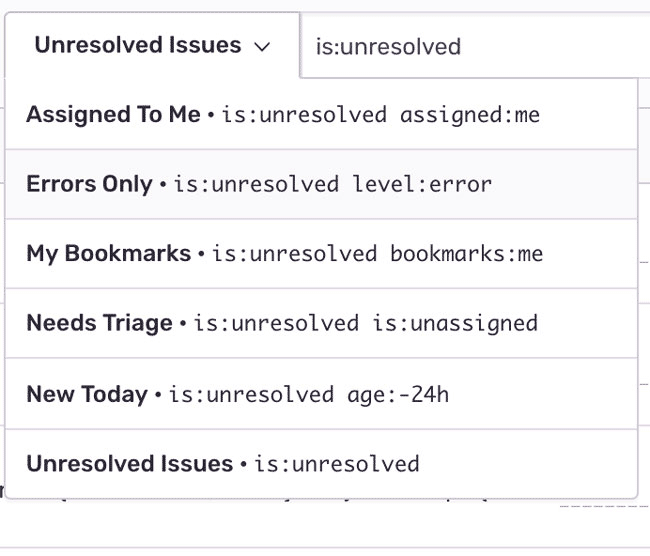 Unresolved Issues is:unresolved
Assigned To Me • is:unresolved assigned:me
Errors Only • is:unresolved level:error
My Bookmarks • is:unresolved bookmarks:me
Needs Triage • is:unresolved is:unassigned
New Today • is:unresolved age:-24h
Unresolved Issues • is:unresolved